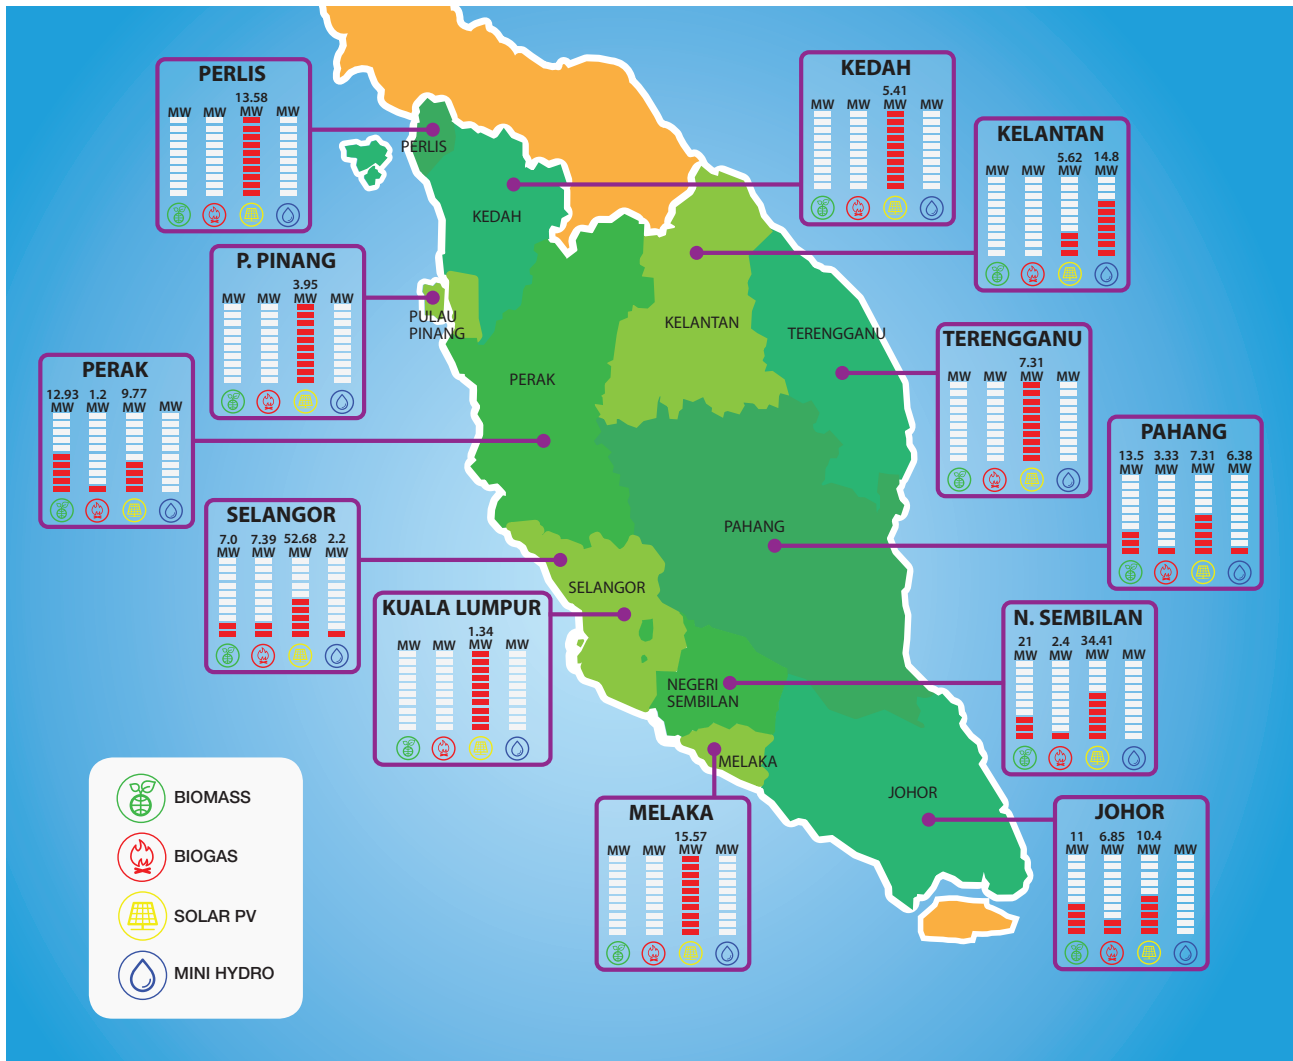 PERLIS
13.58
MW MW MW MW
KEDAH
5.41
MW MW MW MW
KELANTAN
5.62 14.8
MW MW MW MW
P. PINANG
3.95
MW MW MW MW
TERENGGANU
7.31
MW MW MW MW
PERAK
12.93 1.2 9.77
MW MW MW MW
PAHANG
13.5 3.33 7.31 6.38
MW MW MW MW
SELANGOR
7.0 7.39 52.68 2.2
MW MW MW MW
KUALA LUMPUR
1.34
MW MW MW MW
N. SEMBILAN
21 2.4 34.41
MW MW MW MW
MELAKA
15.57
MW MW MW MW
JOHOR
11 6.85 10.4
MW MW MW MW
PERLIS
KEDAH
PULAU
PINANG
PERAK
KELANTAN
TERENGGANU
PAHANG
SELANGOR
NEGERI
SEMBILAN
MELAKA
JOHOR
BIOMASS
BIOGAS
SOLAR PV
MINI HYDRO